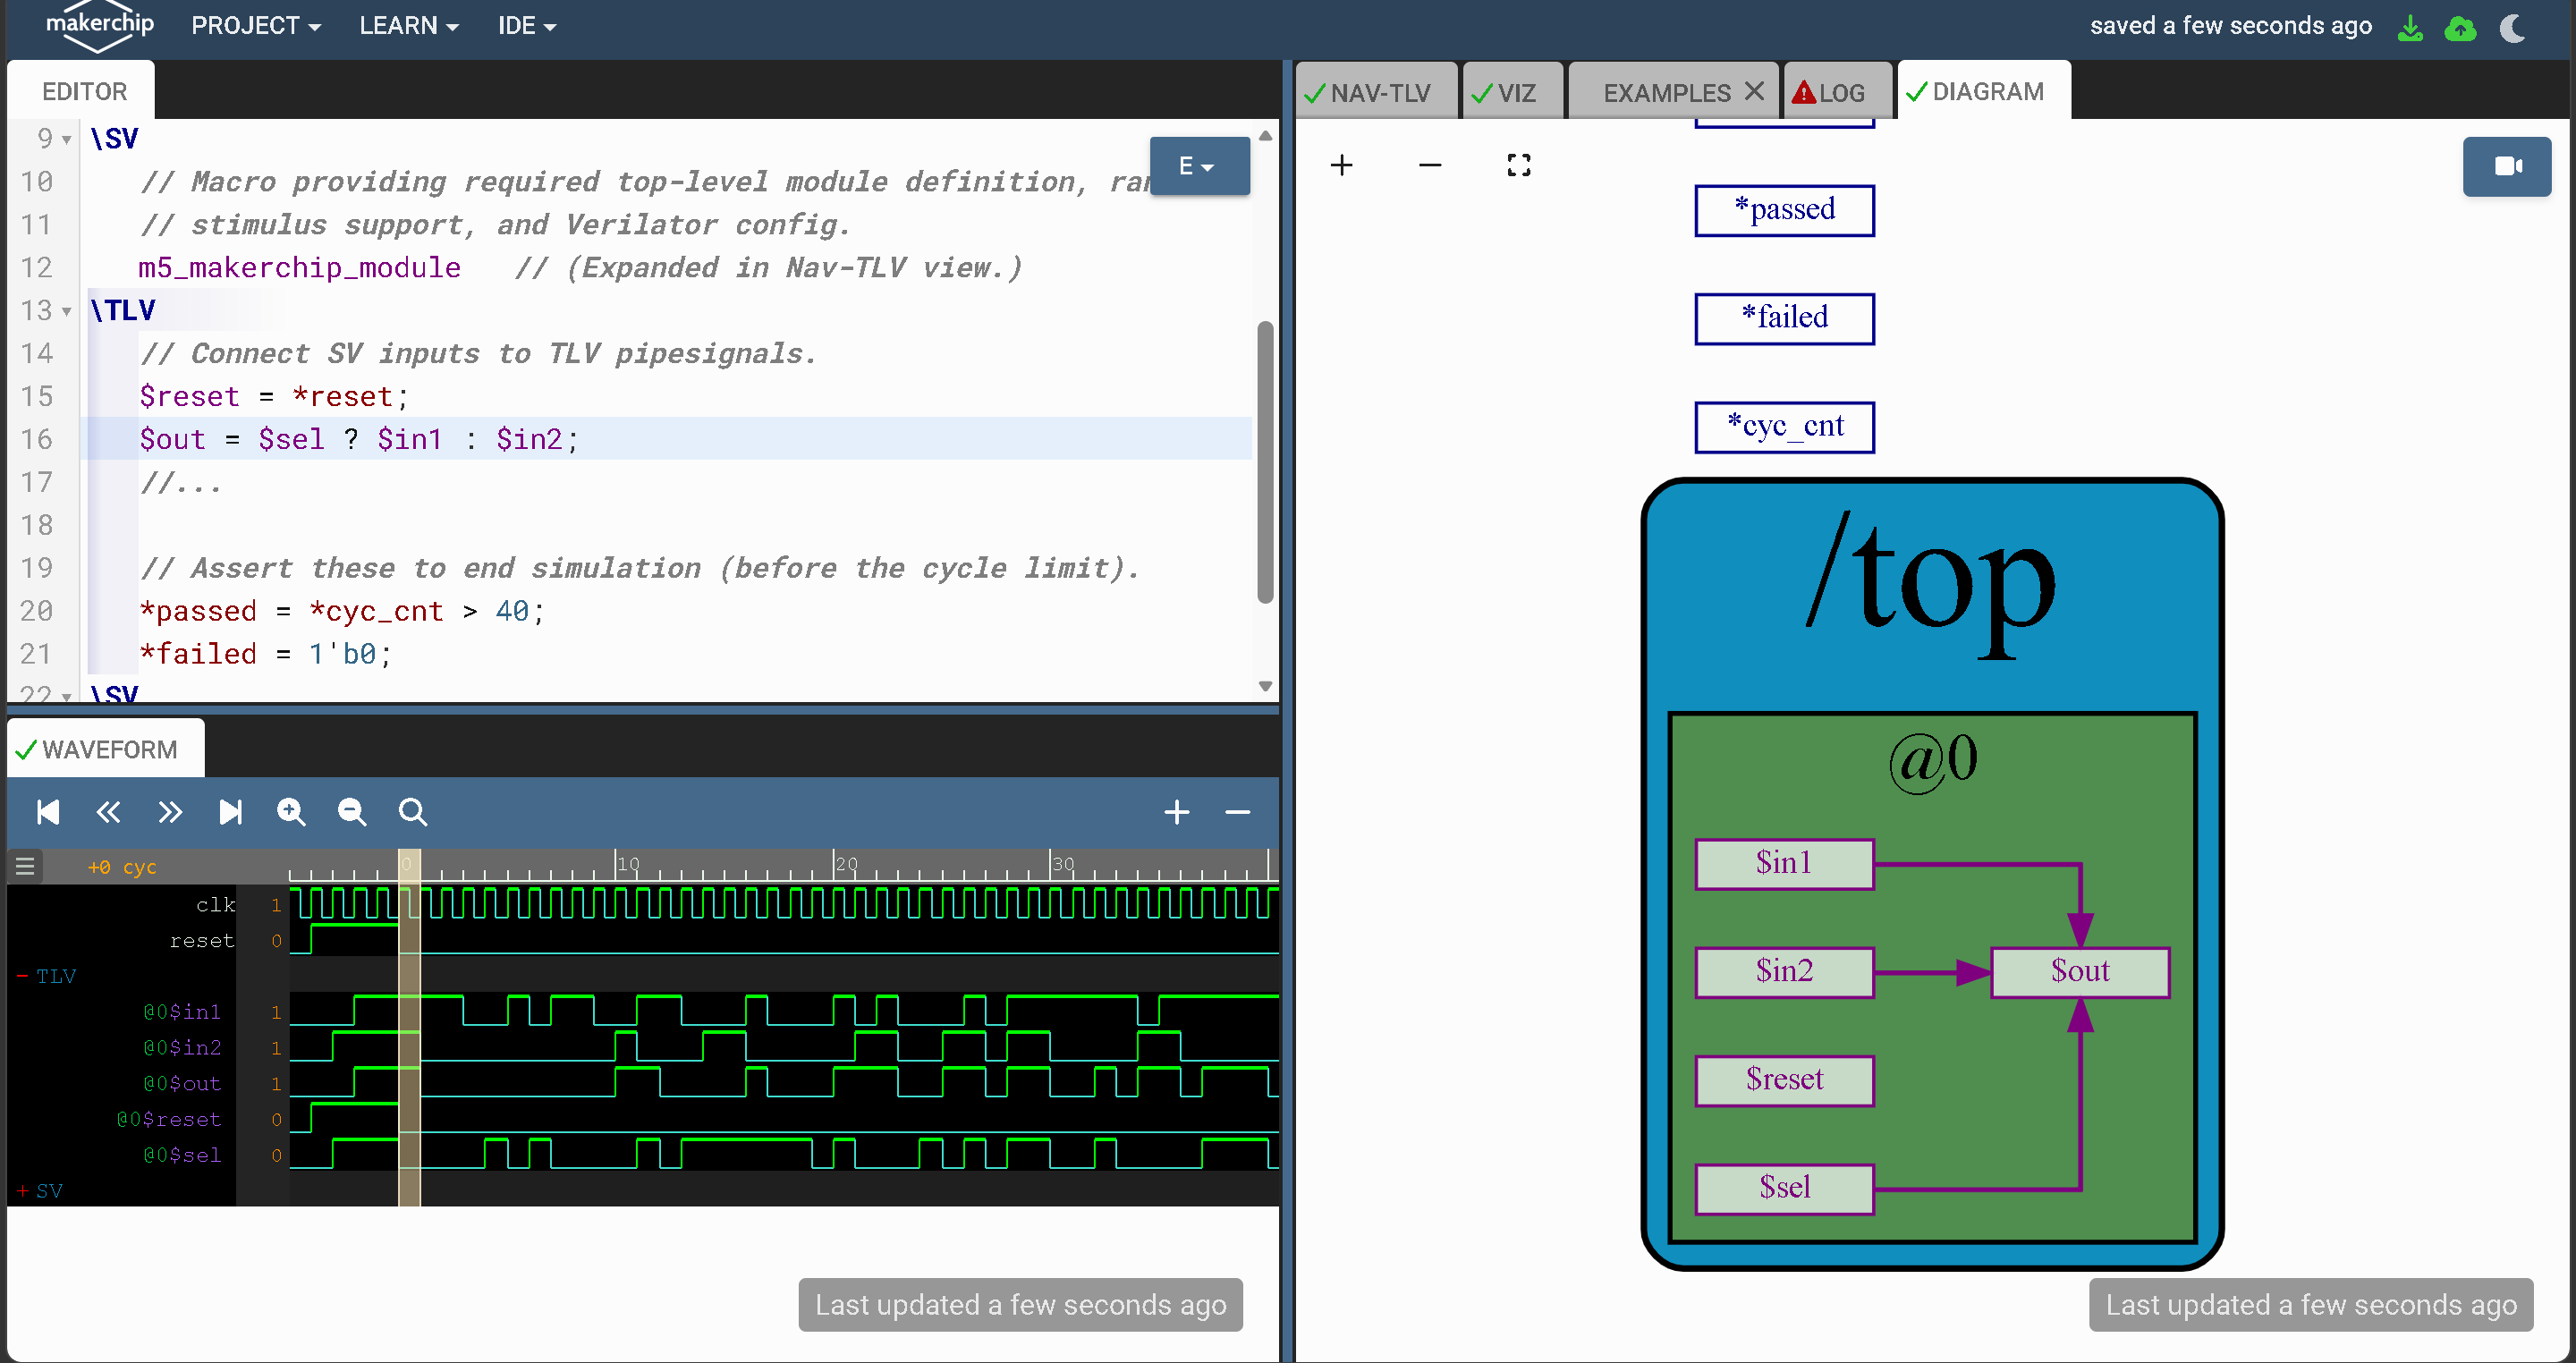 makerchip PROJECT LEARN IDE saved a few seconds ago
EDITOR
9 \SV
10 // Macro providing required top-level module definition,
11 // stimulus support, and Verilator config.
12 m5_makerchip_module // (Expanded in Nav-TLV view.)
13 \TLV
14 // Connect SV inputs to TLV pipesignals.
15 $reset = *reset;
16 $out = $sel ? $in1 : $in2;
17 //...
18
19 // Assert these to end simulation (before the cycle limit).
20 *passed = *cyc_cnt > 40;
21 *failed = 1'b0;
22 \SV
E
WAVEFORM
+0 cyc 0 10 20 30
clk 1
reset 0
- TLV
@0$in1 1
@0$in2 1
@0$out 1
@0$reset 0
@0$sel 0
+ SV
Last updated a few seconds ago
NAV-TLV VIZ EXAMPLES LOG DIAGRAM
*passed
*failed
*cyc_cnt
/top
@0
$in1
$in2 $out
$reset
$sel
Last updated a few seconds ago